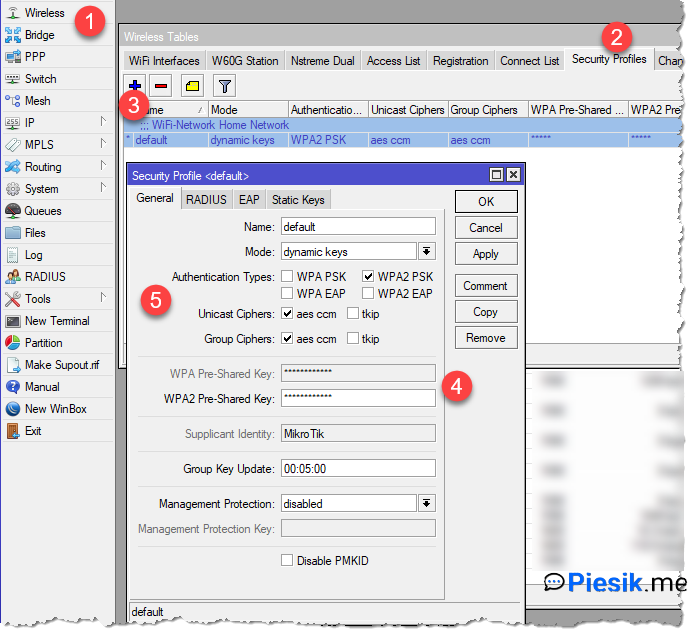 Wireless
1
Bridge
PPP
Switch
Mesh
IP
MPLS
Routing
System
Queues
Files
Log
RADIUS
Tools
New Terminal
Partition
Make Supout.rif
Manual
New WinBox
Exit
Wireless Tables
2
WiFi Interfaces W60G Station Nstreme Dual Access List Registration Connect List Security Profiles Chan
3
ame / Mode Authenticatio... Unicast Ciphers Group Ciphers WPA Pre-Shared ... WPA2 Pre
;;; WiFi-Network Home Network
* default dynamic keys WPA2 PSK aes ccm aes ccm ***** *****
Security Profile <default>
General RADIUS EAP Static Keys
Name: default
Mode: dynamic keys
Authentication Types: WPA PSK WPA2 PSK
WPA EAP WPA2 EAP
5
Unicast Ciphers: aes ccm tkip
Group Ciphers: aes ccm tkip
WPA Pre-Shared Key: ************
WPA2 Pre-Shared Key: ************
4
Supplicant Identity: MikroTik
Group Key Update: 00:05:00
Management Protection: disabled
Management Protection Key:
Disable PMKID
default
OK
Cancel
Apply
Comment
Copy
Remove
Piesik.me